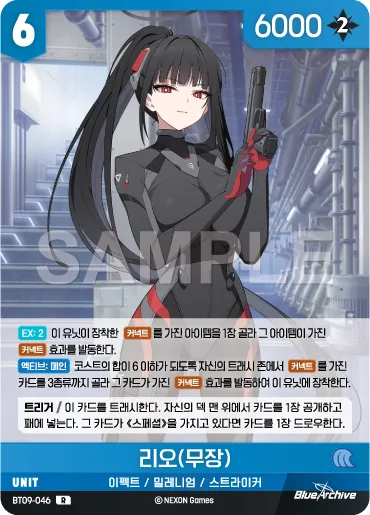 6
6000 2
SAMPLE
EX: 2 이 유닛이 장착한 커넥트 를 가진 아이템을 1장 골라 그 아이템이 가진
커넥트 효과를 발동한다.
액티브: 메인 코스트의 합이 6 이하가 되도록 자신의 트래시 존에서 커넥트 를 가진
카드를 3종류까지 골라 그 카드가 가진 커넥트 효과를 발동하여 이 유닛에 장착한다.
트리거 / 이 카드를 트래시한다. 자신의 덱 맨 위에서 카드를 1장 공개하고
패에 넣는다. 그 카드가 《스페셜》을 가지고 있다면 카드를 1장 드로우한다.
리오(무장)
UNIT 이팩트 / 밀레니엄 / 스트라이커
BT09-046 R ©NEXON Games BlueArchive